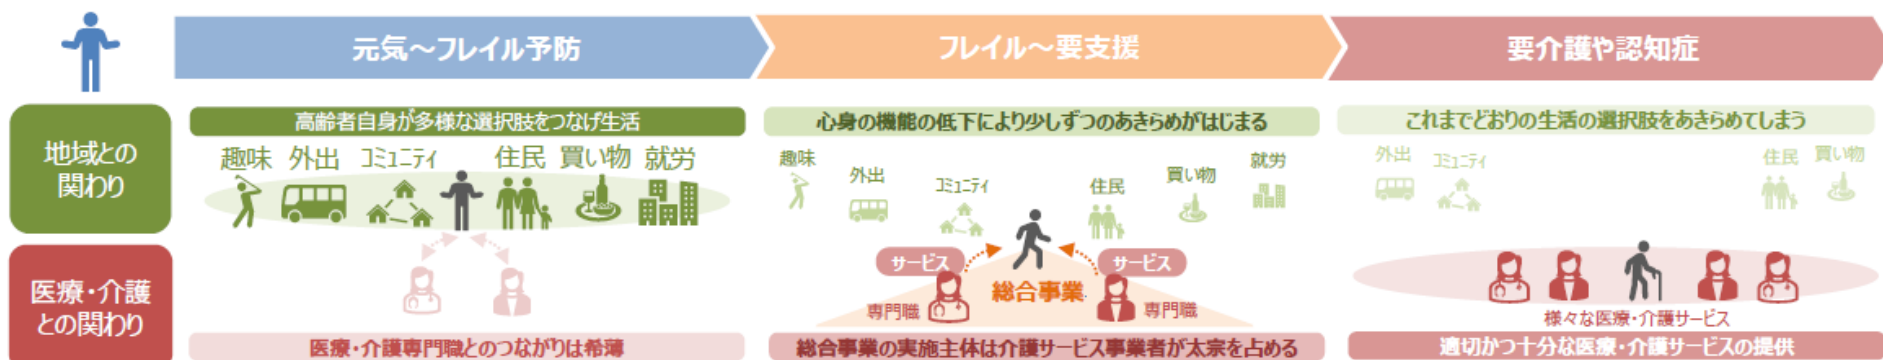 元気～フレイル予防
フレイル～要支援
要介護や認知症
地域との
関わり
高齢者自身が多様な選択肢をつなげ生活
趣味 外出 コミュニティ 住民 買い物 就労
心身の機能の低下により少しずつのあきらめがはじまる
趣味
外出
コミュニティ
住民
買い物
就労
これまでどおりの生活の選択肢をあきらめてしまう
外出
コミュニティ
住民
買い物
医療・介護
との関わり
医療・介護専門職とのつながりは希薄
サービス
サービス
総合事業
専門職
専門職
総合事業の実施主体は介護サービス事業者が太宗を占める
様々な医療・介護サービス
適切かつ十分な医療・介護サービスの提供